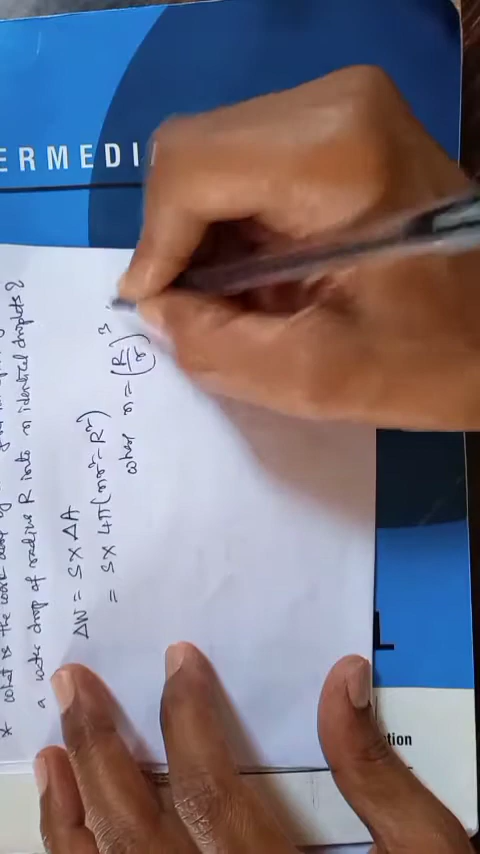 * what is the work done by
a water drop of radius R into n identical droplets?
ΔW = S × ΔA
= S × 4π(nr² - R²)
where n = (R/r)³
ERMEDI
L
tion